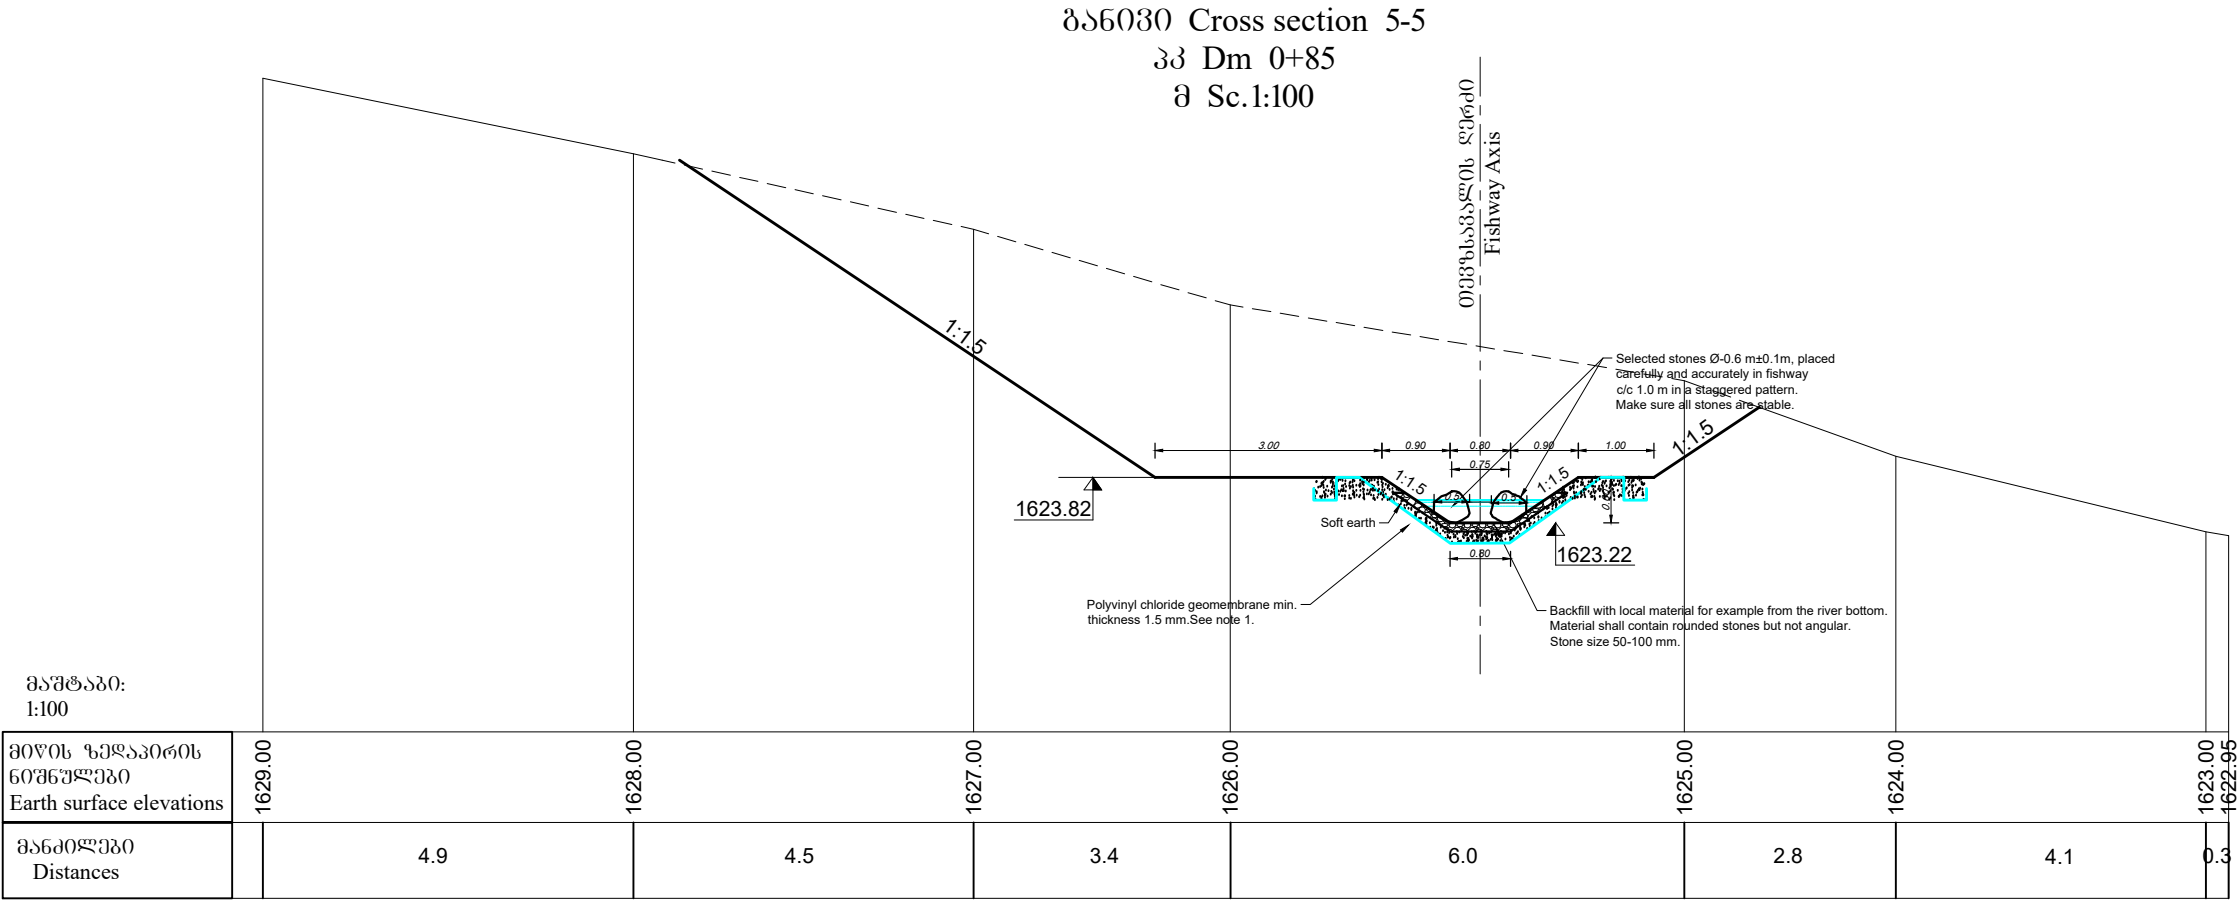 განივი Cross section 5-5
პკ Dm 0+85
მ Sc.1:100
თევზსავალის ღერძი
Fishway Axis
1:1.5
Selected stones Ø-0.6 m±0.1m, placed
carefully and accurately in fishway
c/c 1.0 m in a staggered pattern.
Make sure all stones are stable.
1:1.5
3.00
0.90
0.80
0.90
1.00
0.75
1:1.5
1:1.5
0.5
0.5
1623.82
Soft earth
1623.22
0.80
Polyvinyl chloride geomembrane min.
thickness 1.5 mm.See note 1.
Backfill with local material for example from the river bottom.
Material shall contain rounded stones but not angular.
Stone size 50-100 mm.
მაშტაბი:
1:100
მიწის ზედაპირის
ნიშნულები
Earth surface elevations
1629.00
1628.00
1627.00
1626.00
1625.00
1624.00
1623.00
1622.95
მანძილები
Distances
4.9
4.5
3.4
6.0
2.8
4.1
0.3